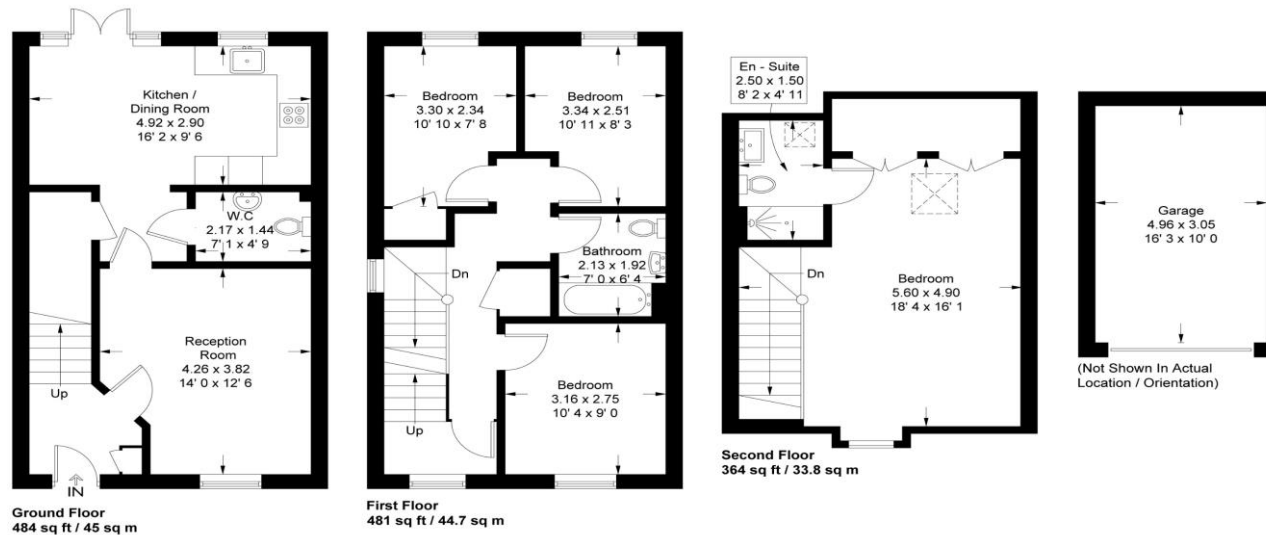 Kitchen /
Dining Room
4.92 x 2.90
16' 2 x 9' 6
W.C
2.17 x 1.44
7' 1 x 4' 9
Reception
Room
4.26 x 3.82
14' 0 x 12' 6
Up
IN
Ground Floor
484 sq ft / 45 sq m
Bedroom
3.30 x 2.34
10' 10 x 7' 8
Bedroom
3.34 x 2.51
10' 11 x 8' 3
Dn
Bathroom
2.13 x 1.92
7' 0 x 6' 4
Bedroom
3.16 x 2.75
10' 4 x 9' 0
Up
First Floor
481 sq ft / 44.7 sq m
En - Suite
2.50 x 1.50
8' 2 x 4' 11
Dn
Bedroom
5.60 x 4.90
18' 4 x 16' 1
Second Floor
364 sq ft / 33.8 sq m
Garage
4.96 x 3.05
16' 3 x 10' 0
(Not Shown In Actual
Location / Orientation)